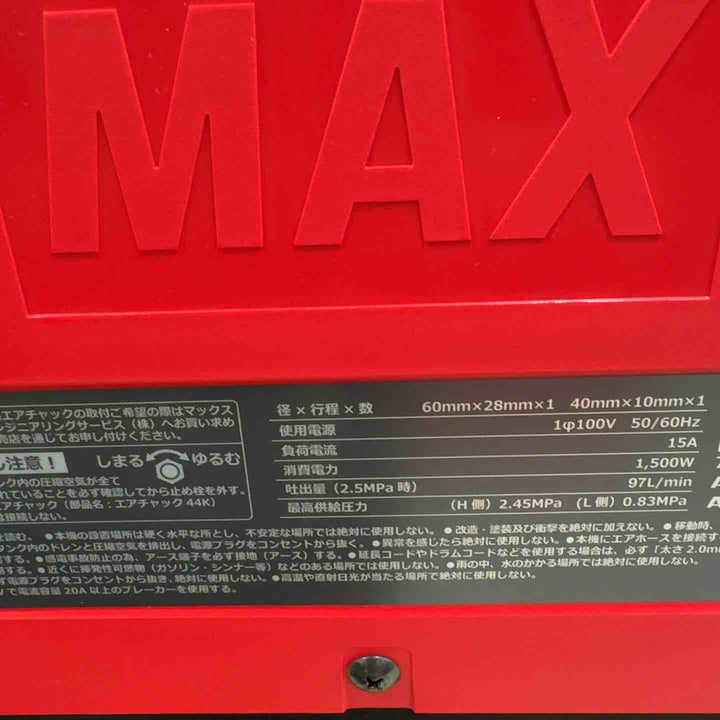 MAX
エアチャックの取付ご希望の際はマックス
ンジニアリングサービス（株）へお買い求め
売店を通してお申し付けください。
し注意！ しまる ゆるむ
ンク内の圧縮空気が全て
れていることを必ず確認してから止め栓を外す。
アチャック（部品名：エアチャック 44K）
は接続しない。
径×行程×数 60mm×28mm×1 40mm×10mm×1
使用電源 1φ100V 50/60Hz
負荷電流 15A
消費電力 1,500W
吐出量（2.5MPa 時） 97L/min
最高供給圧力 （H 側）2.45MPa （L 側）0.83MPa
読む。 ●本機の設置場所は硬く水平な所とし、不安定な場所では絶対に使用しない。 ●改造・塗装及び衝撃を絶対に加えない。 ●移動時、
タンク内のドレンと圧縮空気を排出し、電源プラグをコンセントから抜く。 ●異常を感じたら絶対に使用しない。 ●本機にエアホースを接続す
する。 ●感電事故防止の為、アース端子を必ず接地（アース）する。 ●延長コードやドラムコードなどを使用する場合は、必ず「太さ 2.0m
する。 ●近くに揮発性可燃物（ガソリン・シンナー等）などのある場所では使用しない。 ●雨の中、水のかかる場所では絶対に使用しない。
ず電源プラグをコンセントから抜き、絶対に使用しない。 ●高温や直射日光が当たる場所で絶対に使用しない。
Vで電流容量 20A 以上のブレーカーを使用する。